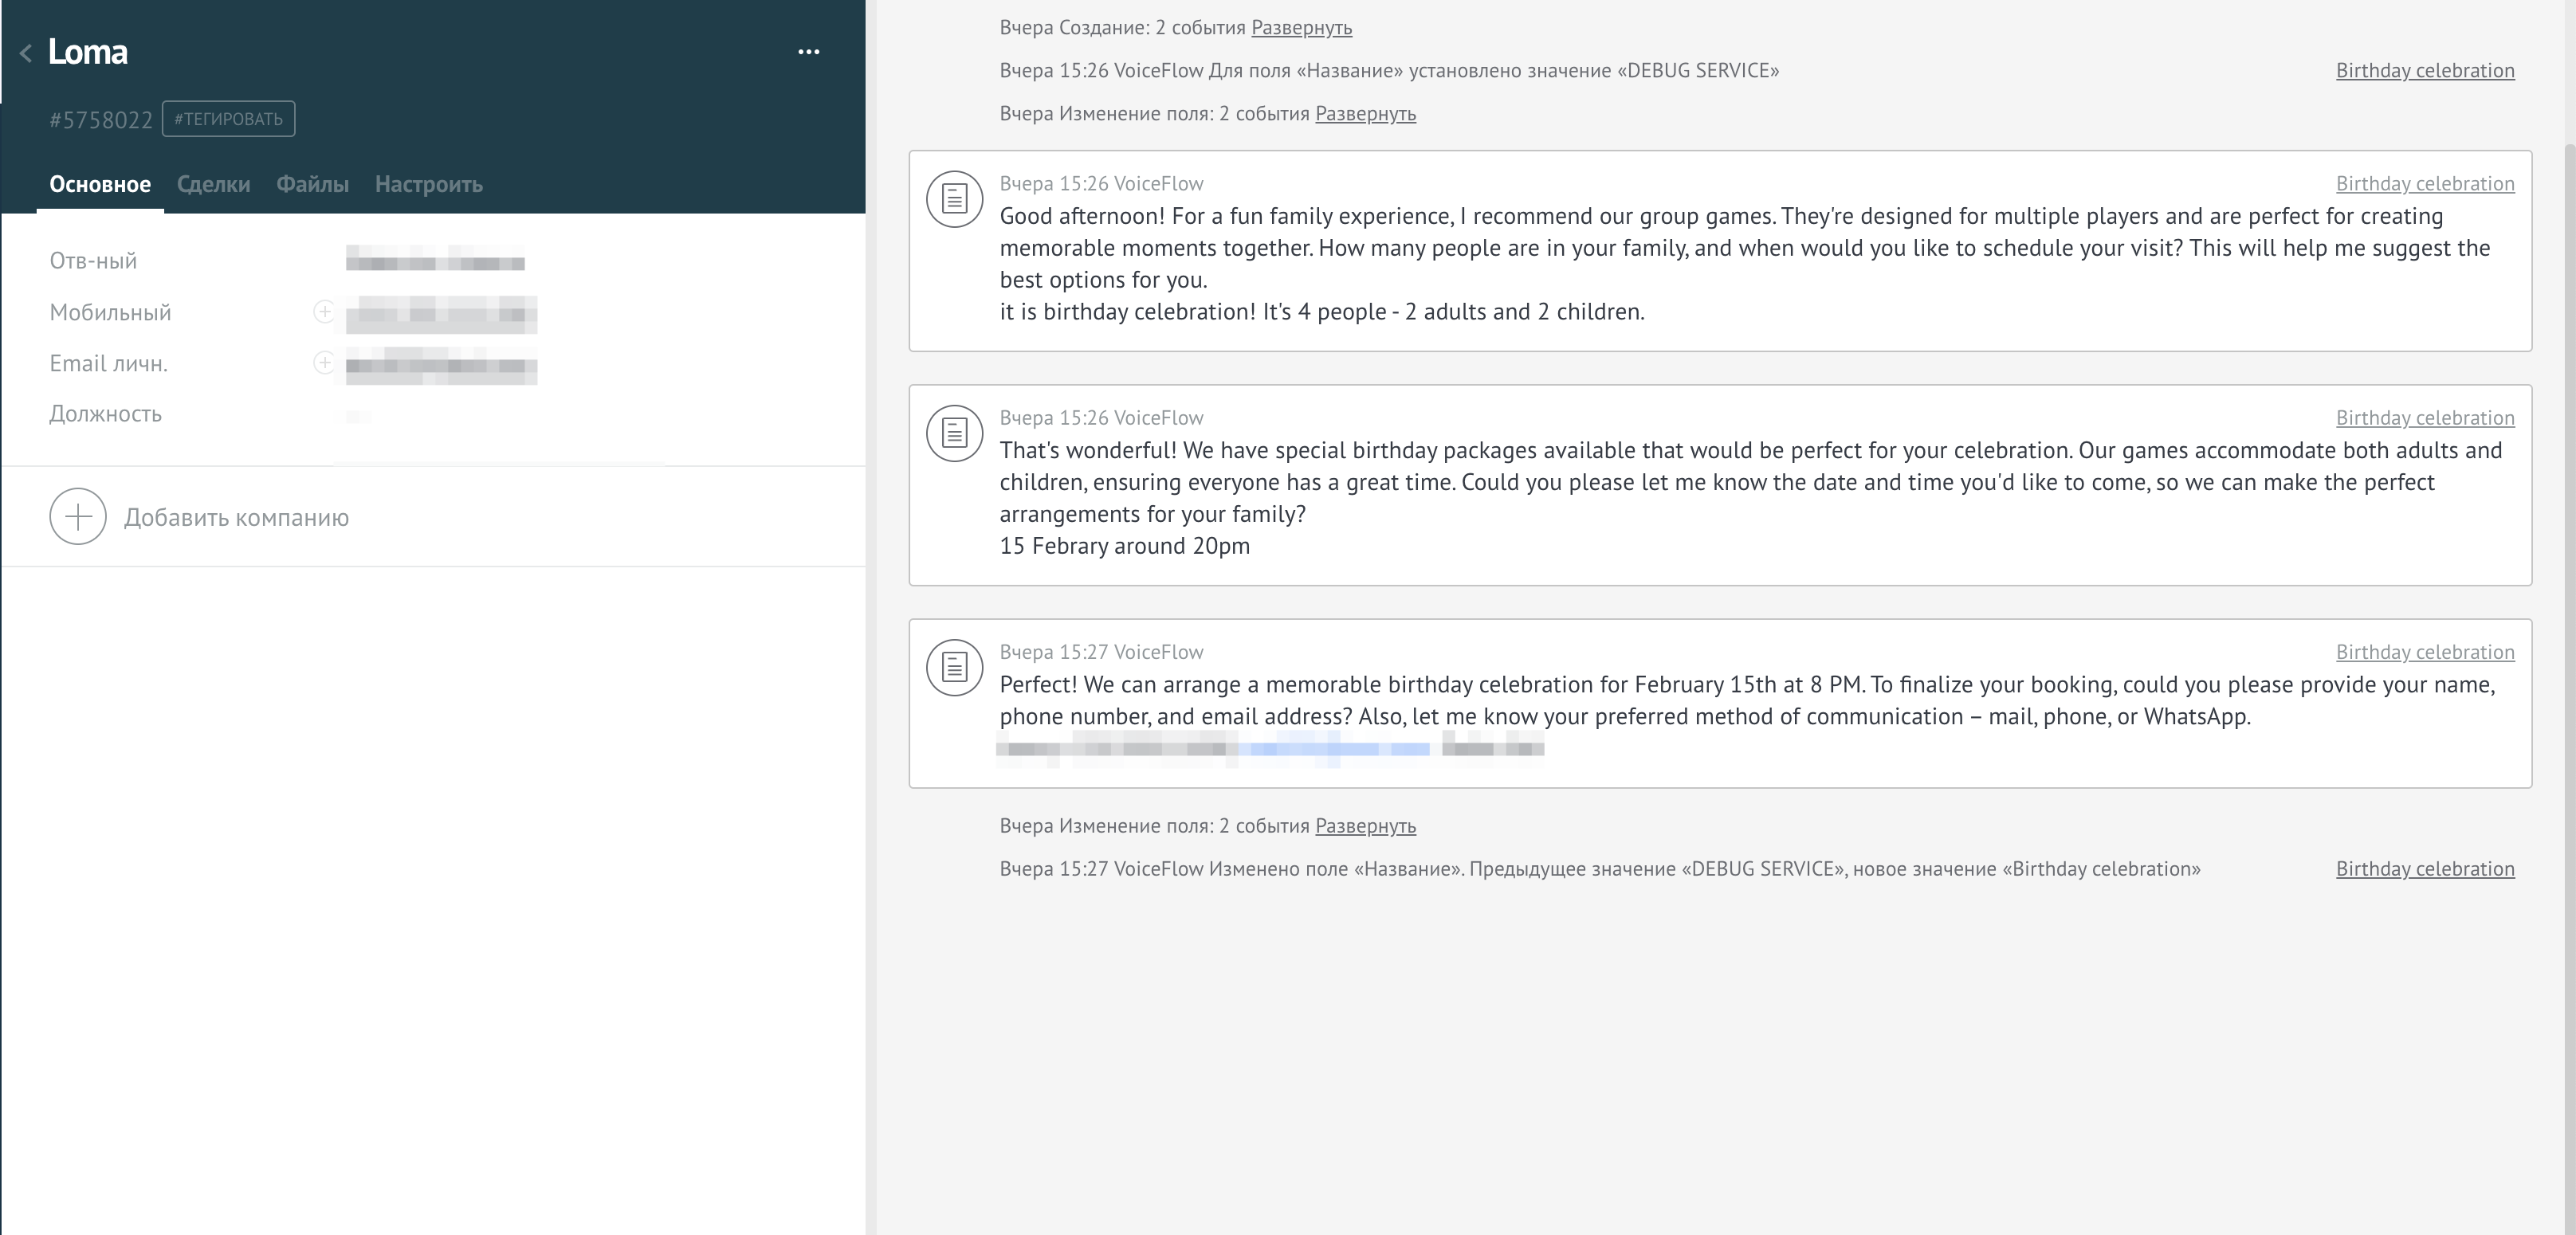 Loma
#5758022 #ТЕГИРОВАТЬ
Основное Сделки Файлы Настроить
Отв-ный
Мобильный
Email личн.
Должность
Добавить компанию
Вчера Создание: 2 события Развернуть
Вчера 15:26 VoiceFlow Для поля «Название» установлено значение «DEBUG SERVICE» Birthday celebration
Вчера Изменение поля: 2 события Развернуть
Вчера 15:26 VoiceFlow Birthday celebration
Good afternoon! For a fun family experience, I recommend our group games. They're designed for multiple players and are perfect for creating
memorable moments together. How many people are in your family, and when would you like to schedule your visit? This will help me suggest the
best options for you.
it is birthday celebration! It's 4 people - 2 adults and 2 children.
Вчера 15:26 VoiceFlow Birthday celebration
That's wonderful! We have special birthday packages available that would be perfect for your celebration. Our games accommodate both adults and
children, ensuring everyone has a great time. Could you please let me know the date and time you'd like to come, so we can make the perfect
arrangements for your family?
15 Febrary around 20pm
Вчера 15:27 VoiceFlow Birthday celebration
Perfect! We can arrange a memorable birthday celebration for February 15th at 8 PM. To finalize your booking, could you please provide your name,
phone number, and email address? Also, let me know your preferred method of communication – mail, phone, or WhatsApp.
Вчера Изменение поля: 2 события Развернуть
Вчера 15:27 VoiceFlow Изменено поле «Название». Предыдущее значение «DEBUG SERVICE», новое значение «Birthday celebration» Birthday celebration